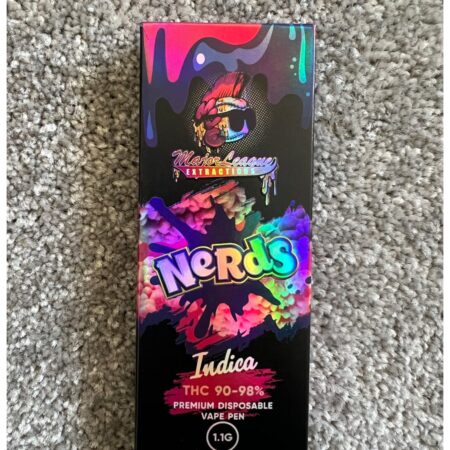 Major League
EXTRACTIONS
NeRdS
Indica
THC 90-98%
PREMIUM DISPOSABLE
VAPE PEN
1.1G